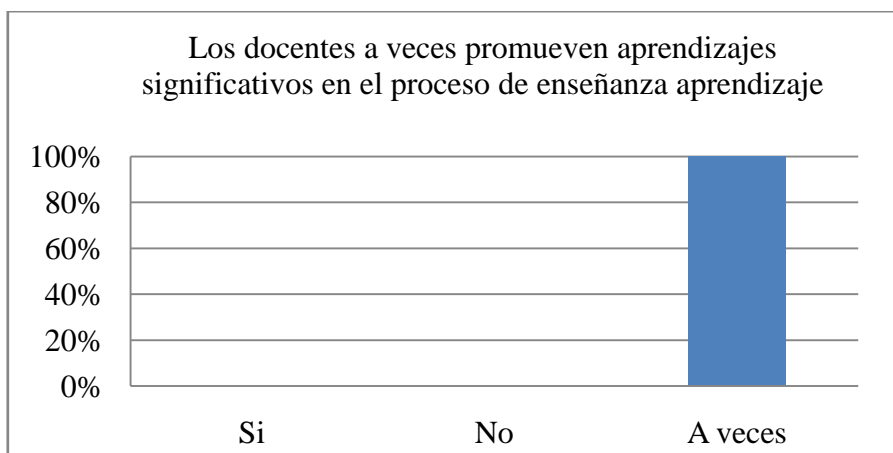 Los docentes a veces promueven aprendizajes
significativos en el proceso de enseñanza aprendizaje
100%
80%
60%
40%
20%
0%
Si No A veces